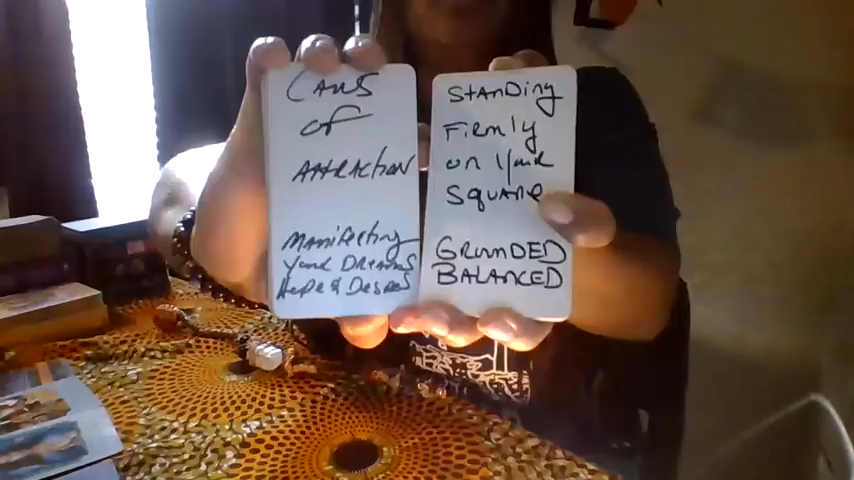 Laws
of
Attraction
Manifesting
your Dreams
Hope & Desires
Standing
Firmly
on your
Square
GROUNDED
BALANCED